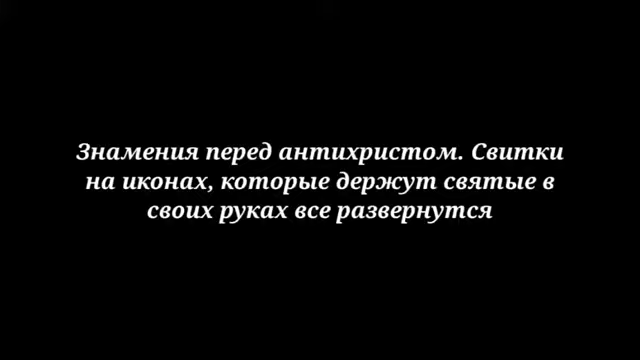 Знамения перед антихристом. Свитки
на иконах, которые держут святые в
своих руках все развернутся